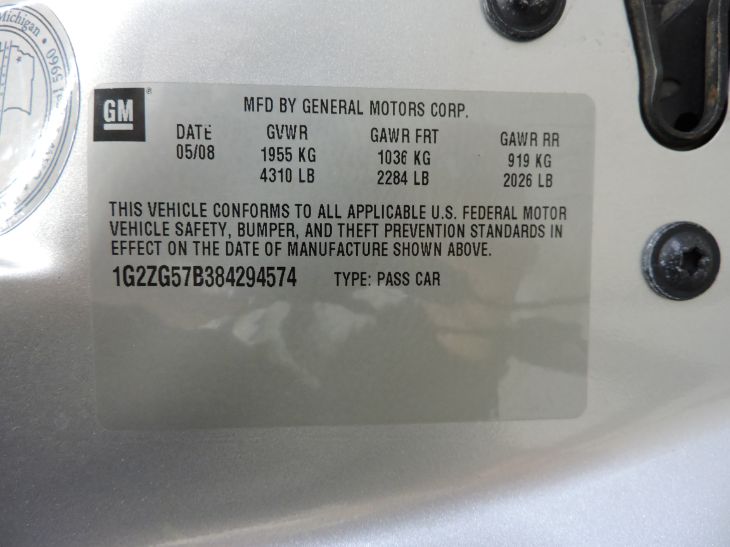 Michigan • 5960
GM ®
MFD BY GENERAL MOTORS CORP.
DATE GVWR GAWR FRT GAWR RR
05/08 1955 KG 1036 KG 919 KG
4310 LB 2284 LB 2026 LB
THIS VEHICLE CONFORMS TO ALL APPLICABLE U.S. FEDERAL MOTOR
VEHICLE SAFETY, BUMPER, AND THEFT PREVENTION STANDARDS IN
EFFECT ON THE DATE OF MANUFACTURE SHOWN ABOVE.
1G2ZG57B384294574 TYPE: PASS CAR